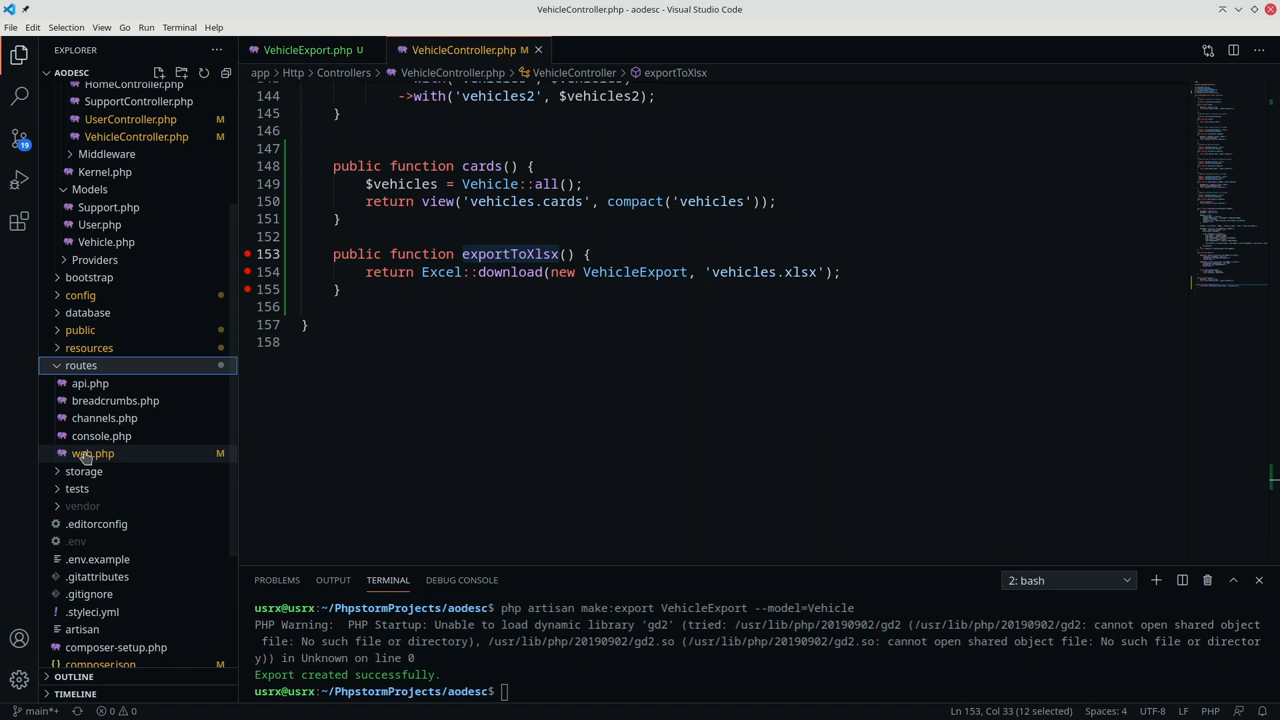 VehicleController.php - aodesc - Visual Studio Code
File Edit Selection View Go Run Terminal Help
EXPLORER
AODESC
HomeController.php
SupportController.php
UserController.php M
VehicleController.php M
Middleware
Kernel.php
Models
Support.php
User.php
Vehicle.php
Providers
bootstrap
config
database
public
resources
routes
api.php
breadcrumbs.php
channels.php
console.php
web.php M
storage
tests
vendor
.editorconfig
.env
.env.example
.gitattributes
.gitignore
.styleci.yml
artisan
composer-setup.php
composer.json M
OUTLINE
TIMELINE
19
VehicleExport.php U
VehicleController.php M
app > Http > Controllers > VehicleController.php > VehicleController > exportToXlsx
144 ->with('vehicles2', $vehicles2);
145 }
146
147
148 public function cards(){
149 $vehicles = Vehicle::all();
150 return view('vehicles.cards', compact('vehicles'));
151 }
152
153 public function exportToXlsx() {
154 return Excel::download(new VehicleExport, 'vehicles.xlsx');
155 }
156
157 }
158
PROBLEMS OUTPUT TERMINAL DEBUG CONSOLE 2: bash
usrx@usrx:~/PhpstormProjects/aodesc$ php artisan make:export VehicleExport --model=Vehicle
PHP Warning:  PHP Startup: Unable to load dynamic library 'gd2' (tried: /usr/lib/php/20190902/gd2 (/usr/lib/php/20190902/gd2: cannot open shared object
file: No such file or directory), /usr/lib/php/20190902/gd2.so (/usr/lib/php/20190902/gd2.so: cannot open shared object file: No such file or director
y)) in Unknown on line 0
Export created successfully.
usrx@usrx:~/PhpstormProjects/aodesc$
main*+ 0 0 Ln 153, Col 33 (12 selected) Spaces: 4 UTF-8 LF PHP